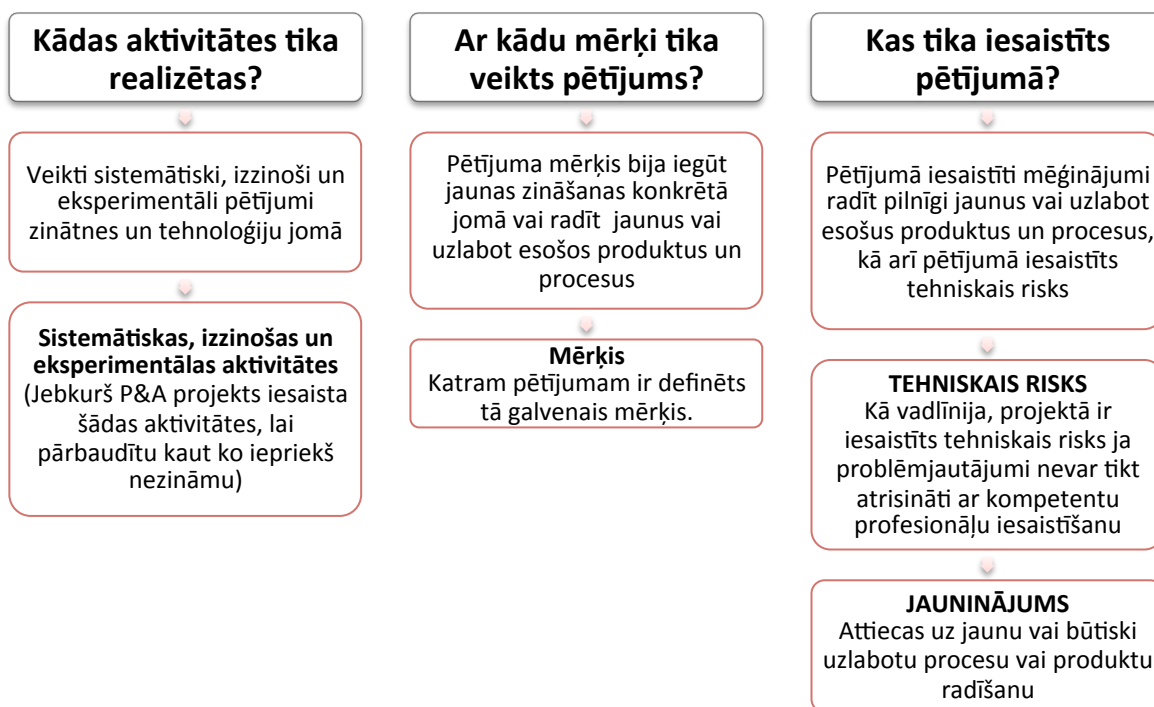 Kādas aktivitātes tika
realizētas?
Veikti sistemātiski, izzinoši un
eksperimentāli pētījumi
zinātnes un tehnoloģiju jomā
Sistemātiskas, izzinošas un
eksperimentālas aktivitātes
(Jebkurš P&A projekts iesaista
šādas aktivitātes, lai
pārbaudītu kaut ko iepriekš
nezināmu)
Ar kādu mērķi tika
veikts pētījums?
Pētījuma mērķis bija iegūt
jaunas zināšanas konkrētā
jomā vai radīt jaunus vai
uzlabot esošos produktus un
procesus
Mērķis
Katram pētījumam ir definēts
tā galvenais mērķis.
Kas tika iesaistīts
pētījumā?
Pētījumā iesaistīti mēģinājumi
radīt pilnīgi jaunus vai uzlabot
esošus produktus un procesus,
kā arī pētījumā iesaistīts
tehniskais risks
TEHNISKAIS RISKS
Kā vadlīnija, projektā ir
iesaistīts tehniskais risks ja
problēmjautājumi nevar tikt
atrisināti ar kompetentu
profesionāļu iesaistīšanu
JAUNINĀJUMS
Attiecas uz jaunu vai būtiski
uzlabotu procesu vai produktu
radīšanu